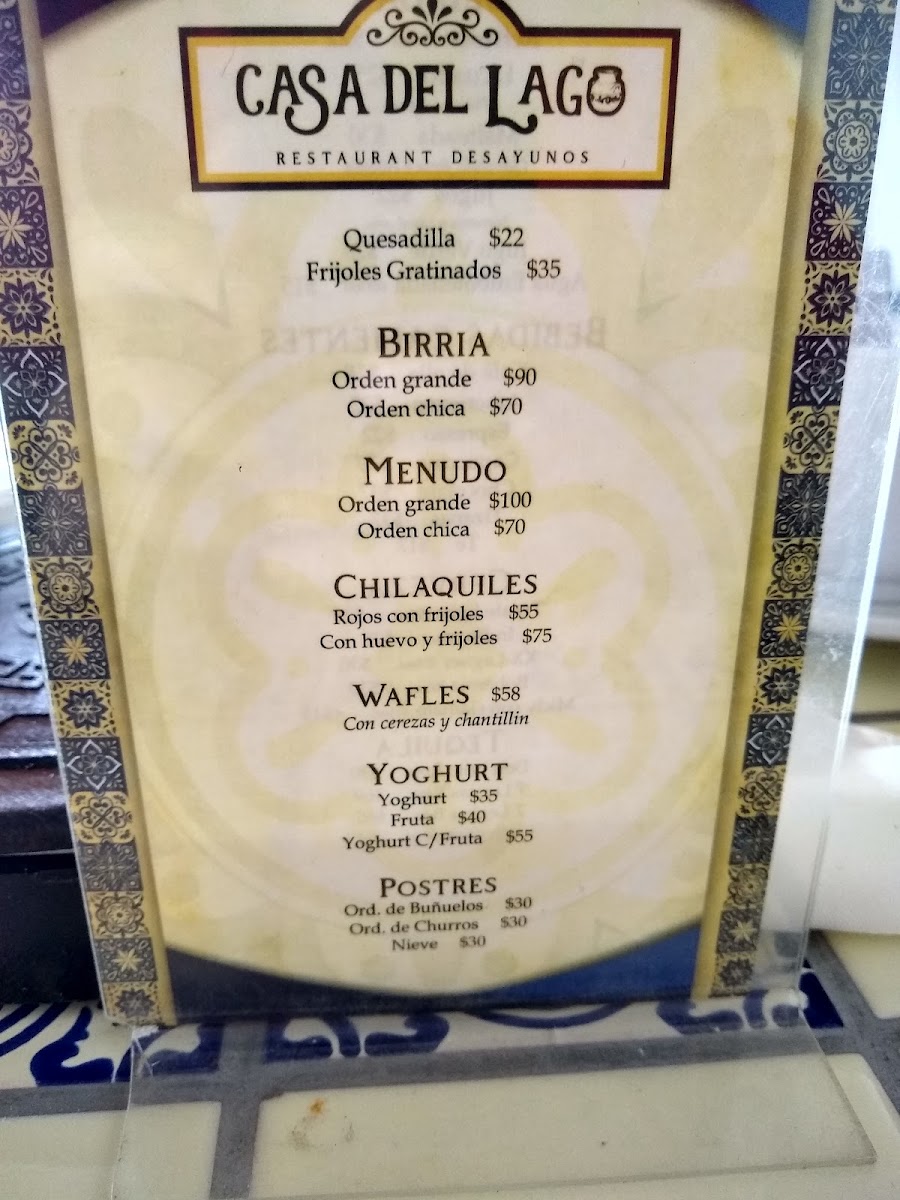 CASA DEL LAGO
RESTAURANT DESAYUNOS
Quesadilla $22
Frijoles Gratinados $35
BIRRIA
Orden grande $90
Orden chica $70
MENUDO
Orden grande $100
Orden chica $70
CHILAQUILES
Rojos con frijoles $55
Con huevo y frijoles $75
WAFLES $58
Con cerezas y chantillin
YOGHURT
Yoghurt $35
Fruta $40
Yoghurt C/Fruta $55
POSTRES
Ord. de Buñuelos $30
Ord. de Churros $30
Nieve $30